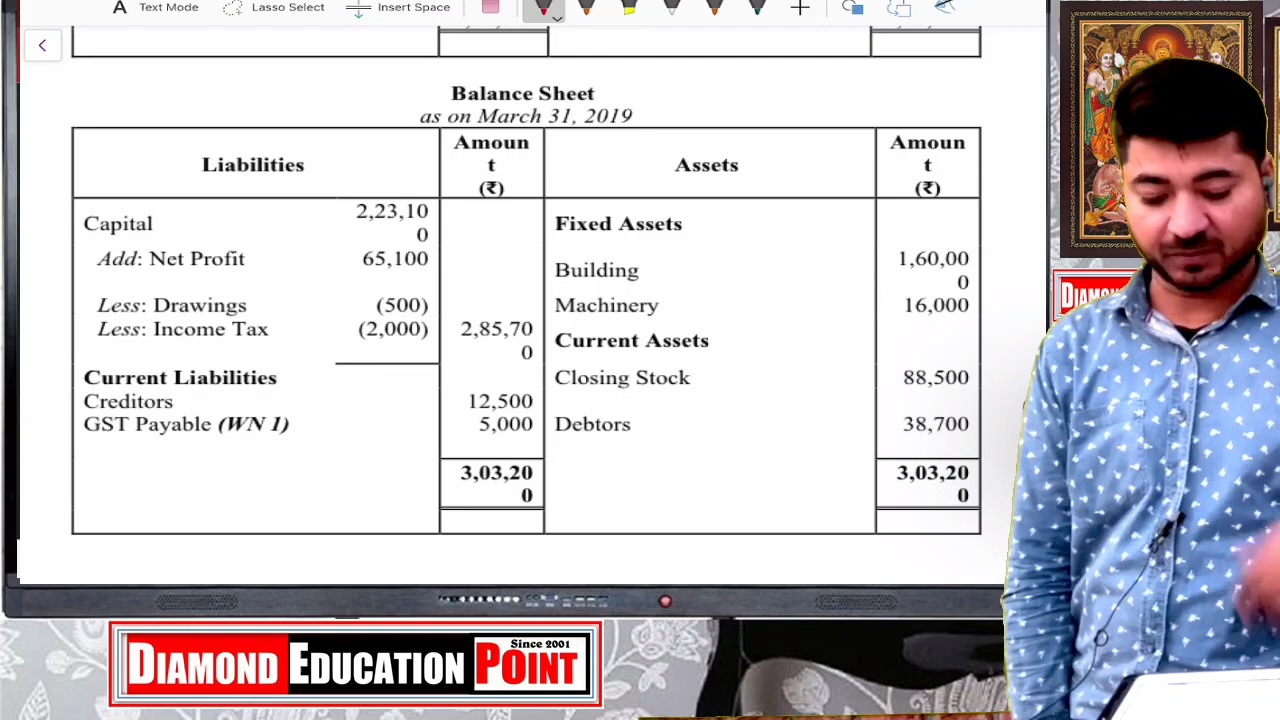 A Text Mode Lasso Select Insert Space
Balance Sheet
as on March 31, 2019
Liabilities Amoun Assets Amoun
t t
(₹) (₹)
Capital 2,23,10 Fixed Assets
0
Add: Net Profit 65,100 Building 1,60,00
0
Less: Drawings (500) Machinery 16,000
Less: Income Tax (2,000) 2,85,70 Current Assets
0
Current Liabilities Closing Stock 88,500
Creditors 12,500
GST Payable (WN 1) 5,000 Debtors 38,700
3,03,20 3,03,20
0 0
DIAMOND
Since 2001
DIAMOND EDUCATION POINT